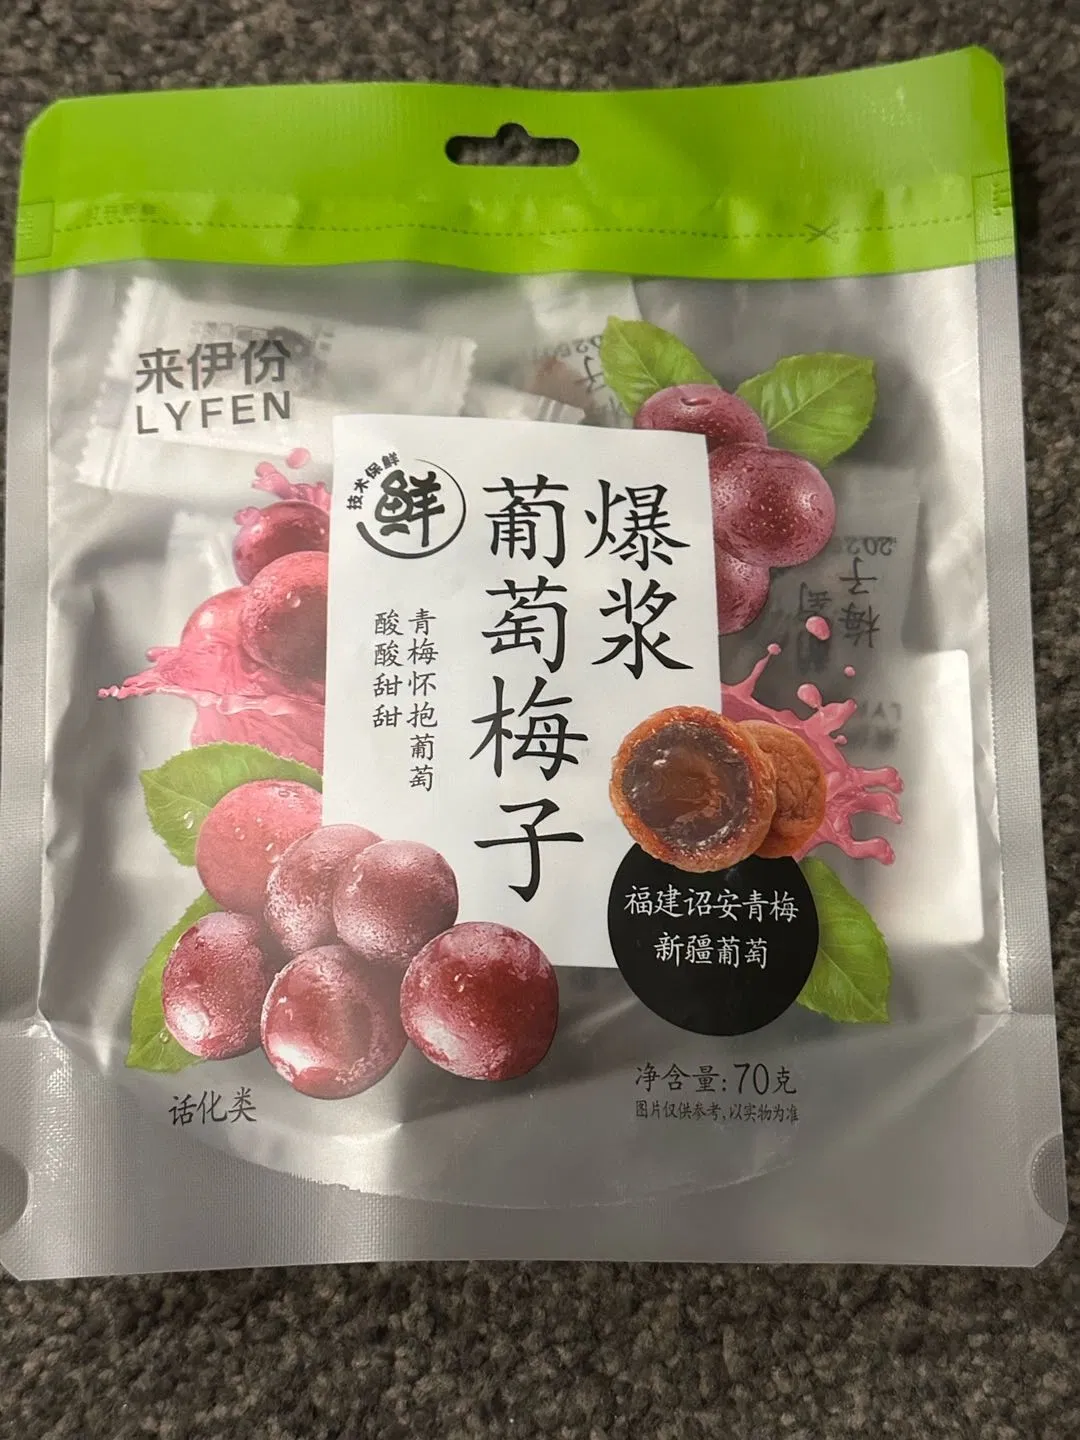 来伊份
LYFEN
技术保鲜
鲜
爆浆
葡萄梅子
青梅怀抱葡萄
酸酸甜甜
福建诏安青梅
新疆葡萄
净含量:70克
图片仅供参考,以实物为准
话化类
梅子